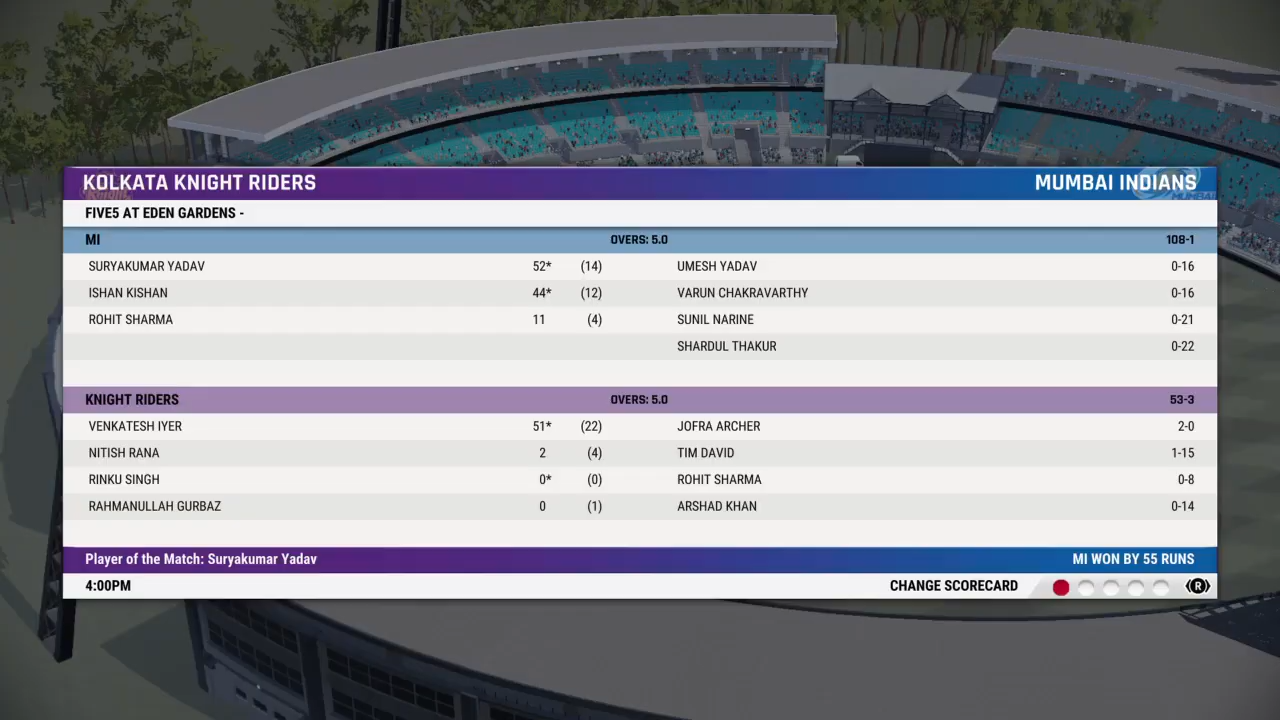 KOLKATA KNIGHT RIDERS MUMBAI INDIANS
FIVE5 AT EDEN GARDENS -
MI OVERS: 5.0 108-1
SURYAKUMAR YADAV 52* (14) UMESH YADAV 0-16
ISHAN KISHAN 44* (12) VARUN CHAKRAVARTHY 0-16
ROHIT SHARMA 11 (4) SUNIL NARINE 0-21
SHARDUL THAKUR 0-22
KNIGHT RIDERS OVERS: 5.0 53-3
VENKATESH IYER 51* (22) JOFRA ARCHER 2-0
NITISH RANA 2 (4) TIM DAVID 1-15
RINKU SINGH 0* (0) ROHIT SHARMA 0-8
RAHMANULLAH GURBAZ 0 (1) ARSHAD KHAN 0-14
Player of the Match: Suryakumar Yadav MI WON BY 55 RUNS
4:00PM CHANGE SCORECARD R